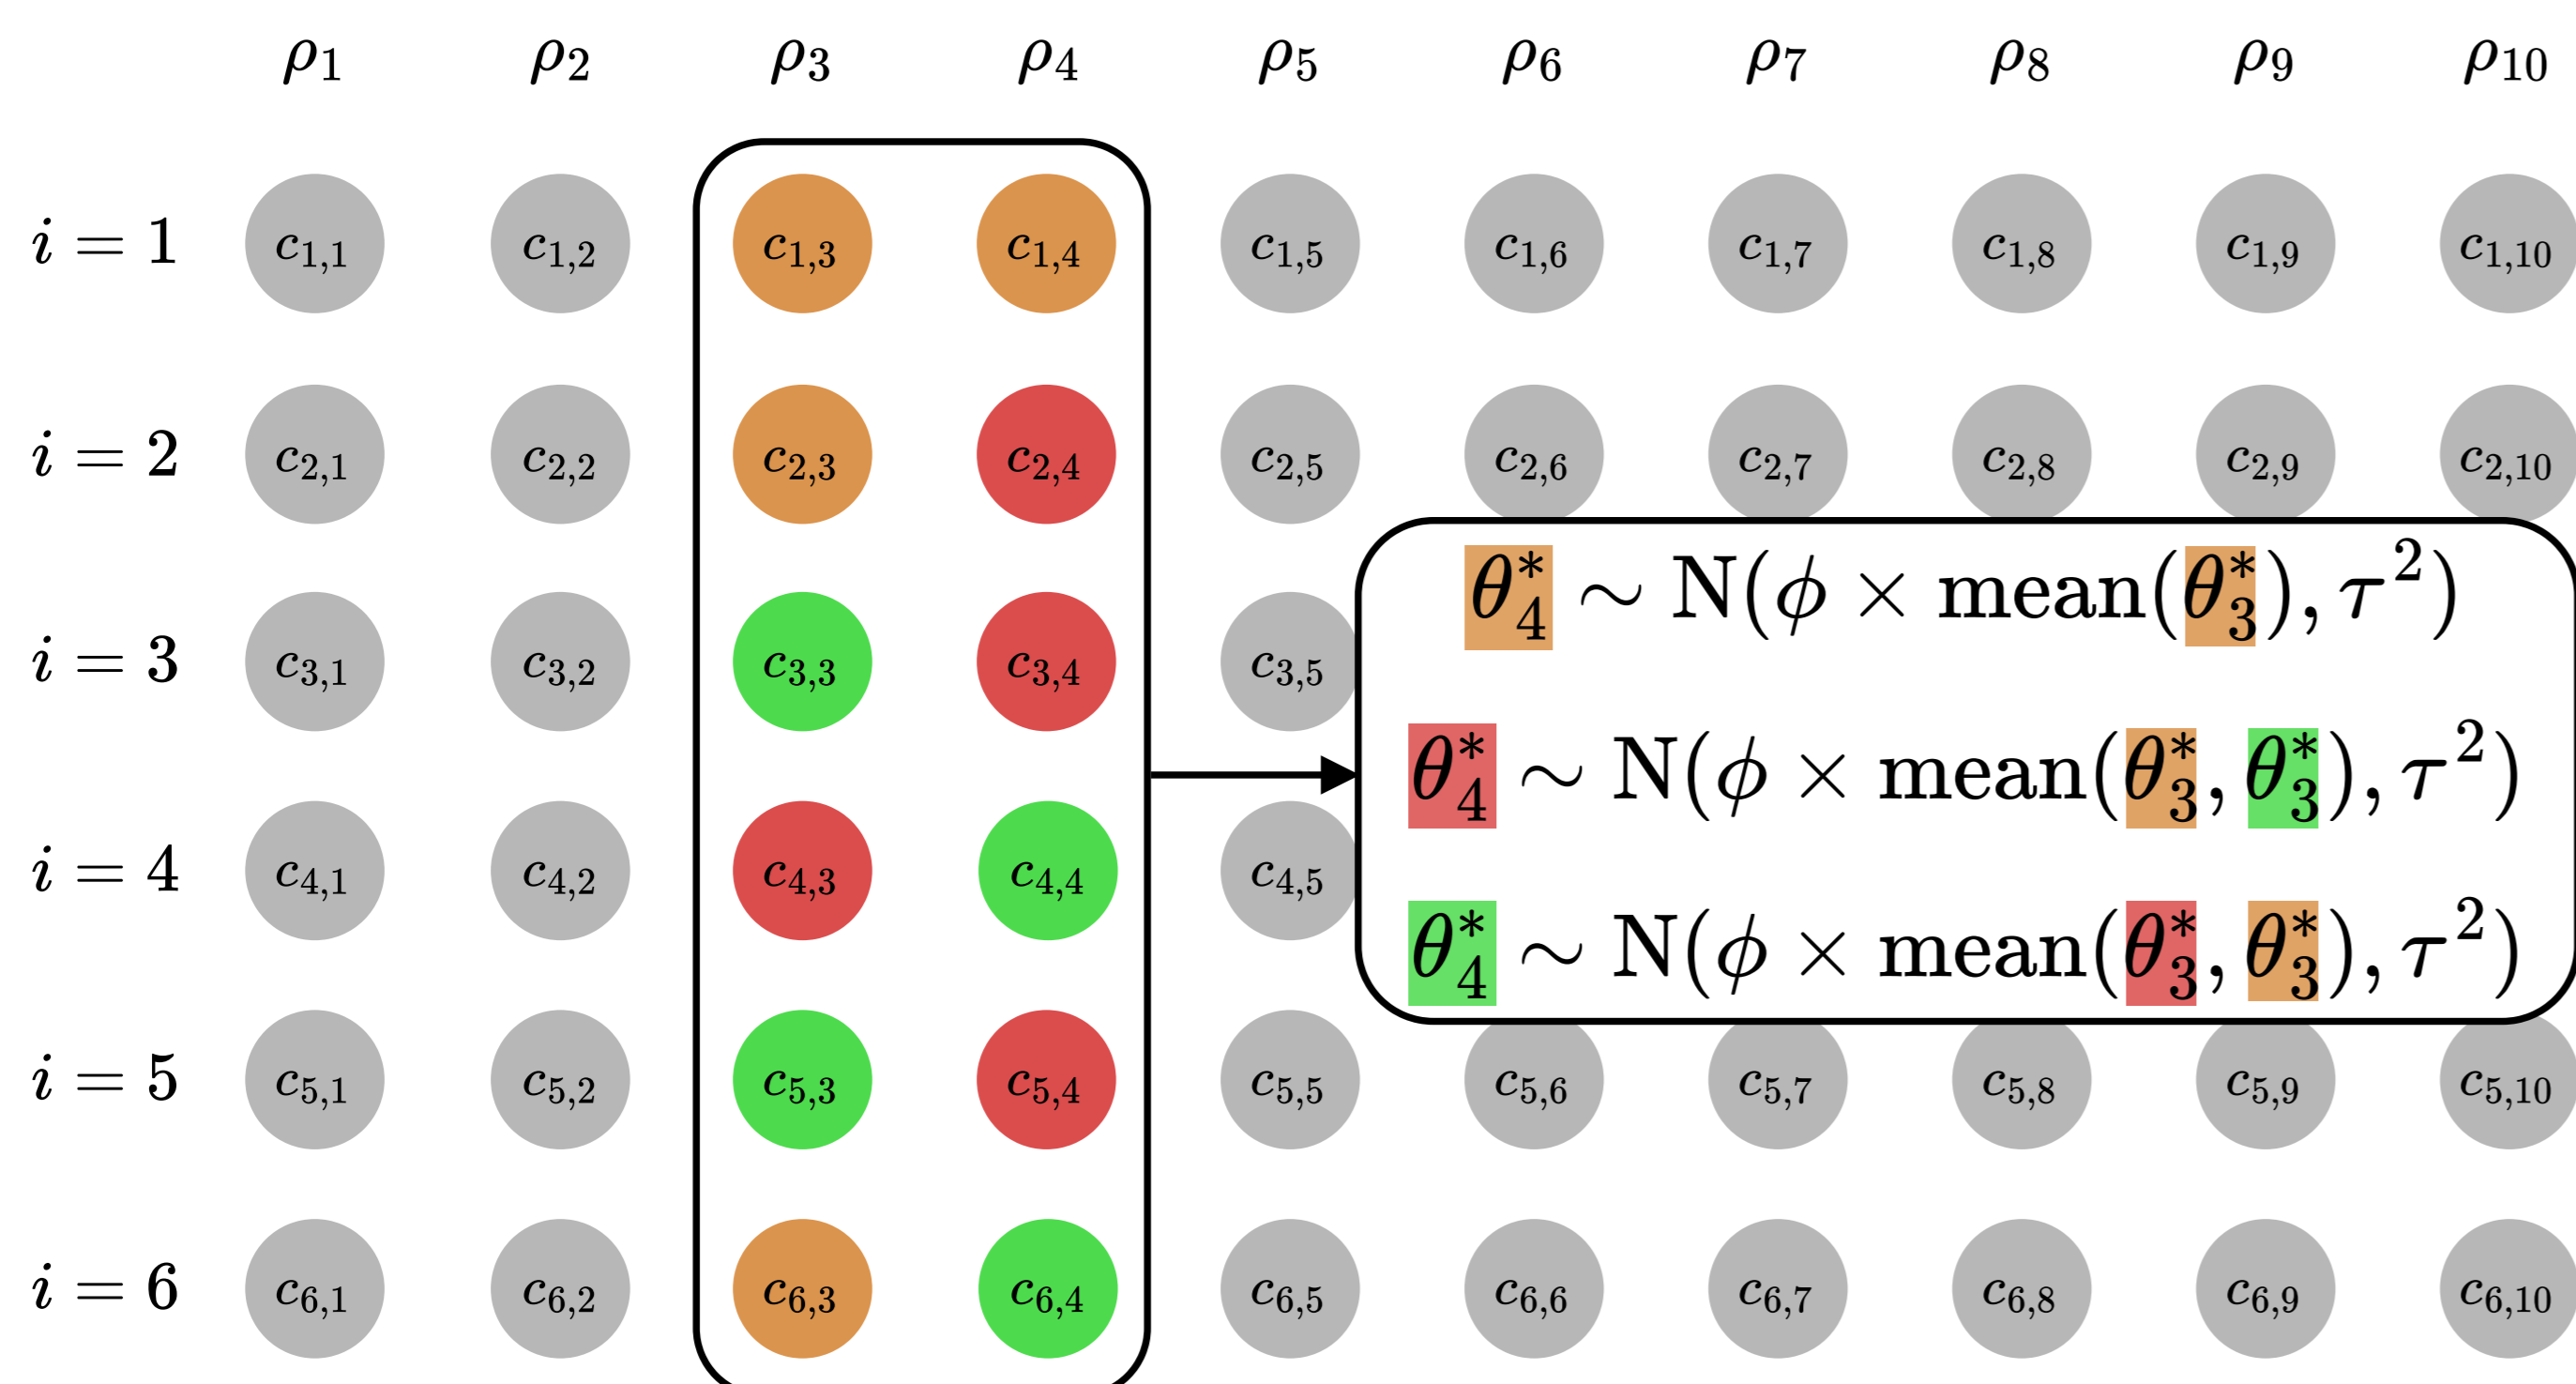 ρ₁ ρ₂ ρ₃ ρ₄ ρ₅ ρ₆ ρ₇ ρ₈ ρ₉ ρ₁₀
i = 1 c₁,₁ c₁,₂ c₁,₃ c₁,₄ c₁,₅ c₁,₆ c₁,₇ c₁,₈ c₁,₉ c₁,₁₀
i = 2 c₂,₁ c₂,₂ c₂,₃ c₂,₄ c₂,₅ c₂,₆ c₂,₇ c₂,₈ c₂,₉ c₂,₁₀
θ*₄ ∼ N(ϕ × mean(θ*₃), τ²)
i = 3 c₃,₁ c₃,₂ c₃,₃ c₃,₄ c₃,₅
θ*₄ ∼ N(ϕ × mean(θ*₃, θ*₃), τ²)
i = 4 c₄,₁ c₄,₂ c₄,₃ c₄,₄ c₄,₅
θ*₄ ∼ N(ϕ × mean(θ*₃, θ*₃), τ²)
i = 5 c₅,₁ c₅,₂ c₅,₃ c₅,₄ c₅,₅ c₅,₆ c₅,₇ c₅,₈ c₅,₉ c₅,₁₀
i = 6 c₆,₁ c₆,₂ c₆,₃ c₆,₄ c₆,₅ c₆,₆ c₆,₇ c₆,₈ c₆,₉ c₆,₁₀